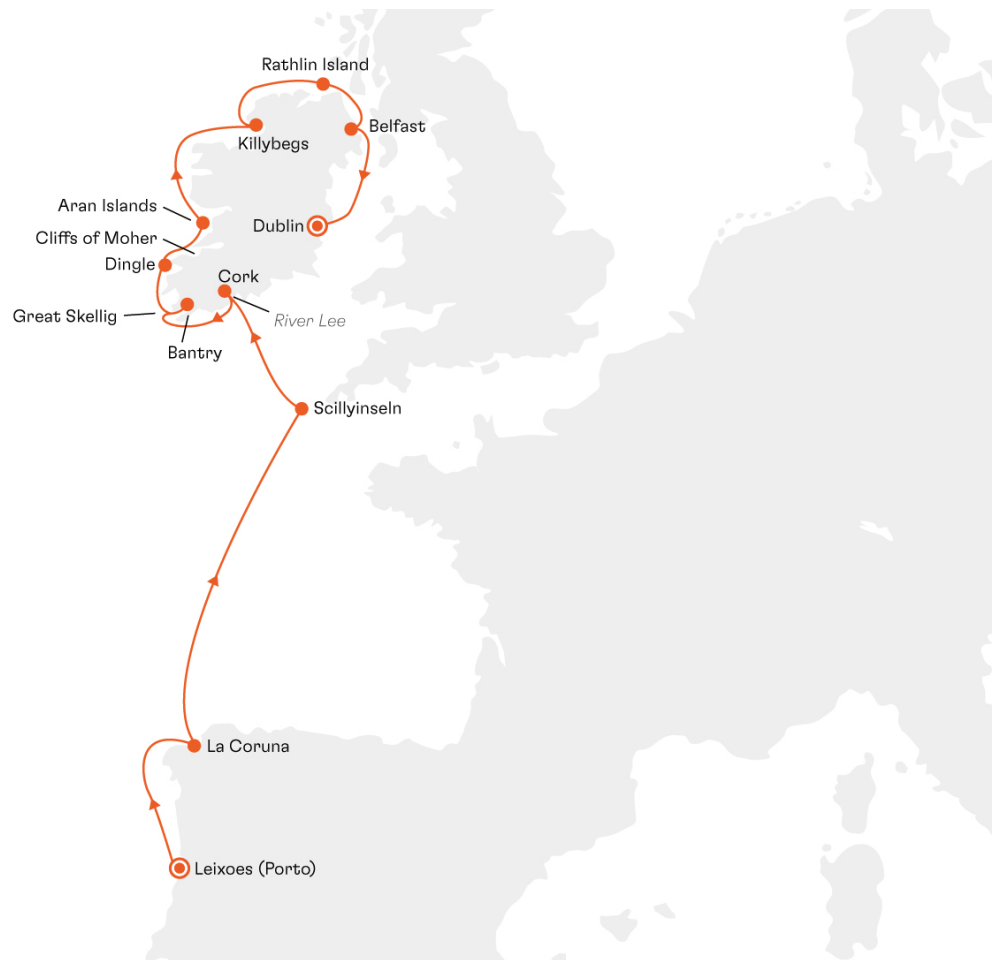 Rathlin Island
Belfast
Killybegs
Aran Islands
Dublin
Cliffs of Moher
Dingle
Cork
Great Skellig
River Lee
Bantry
Scillyinseln
La Coruna
Leixoes (Porto)